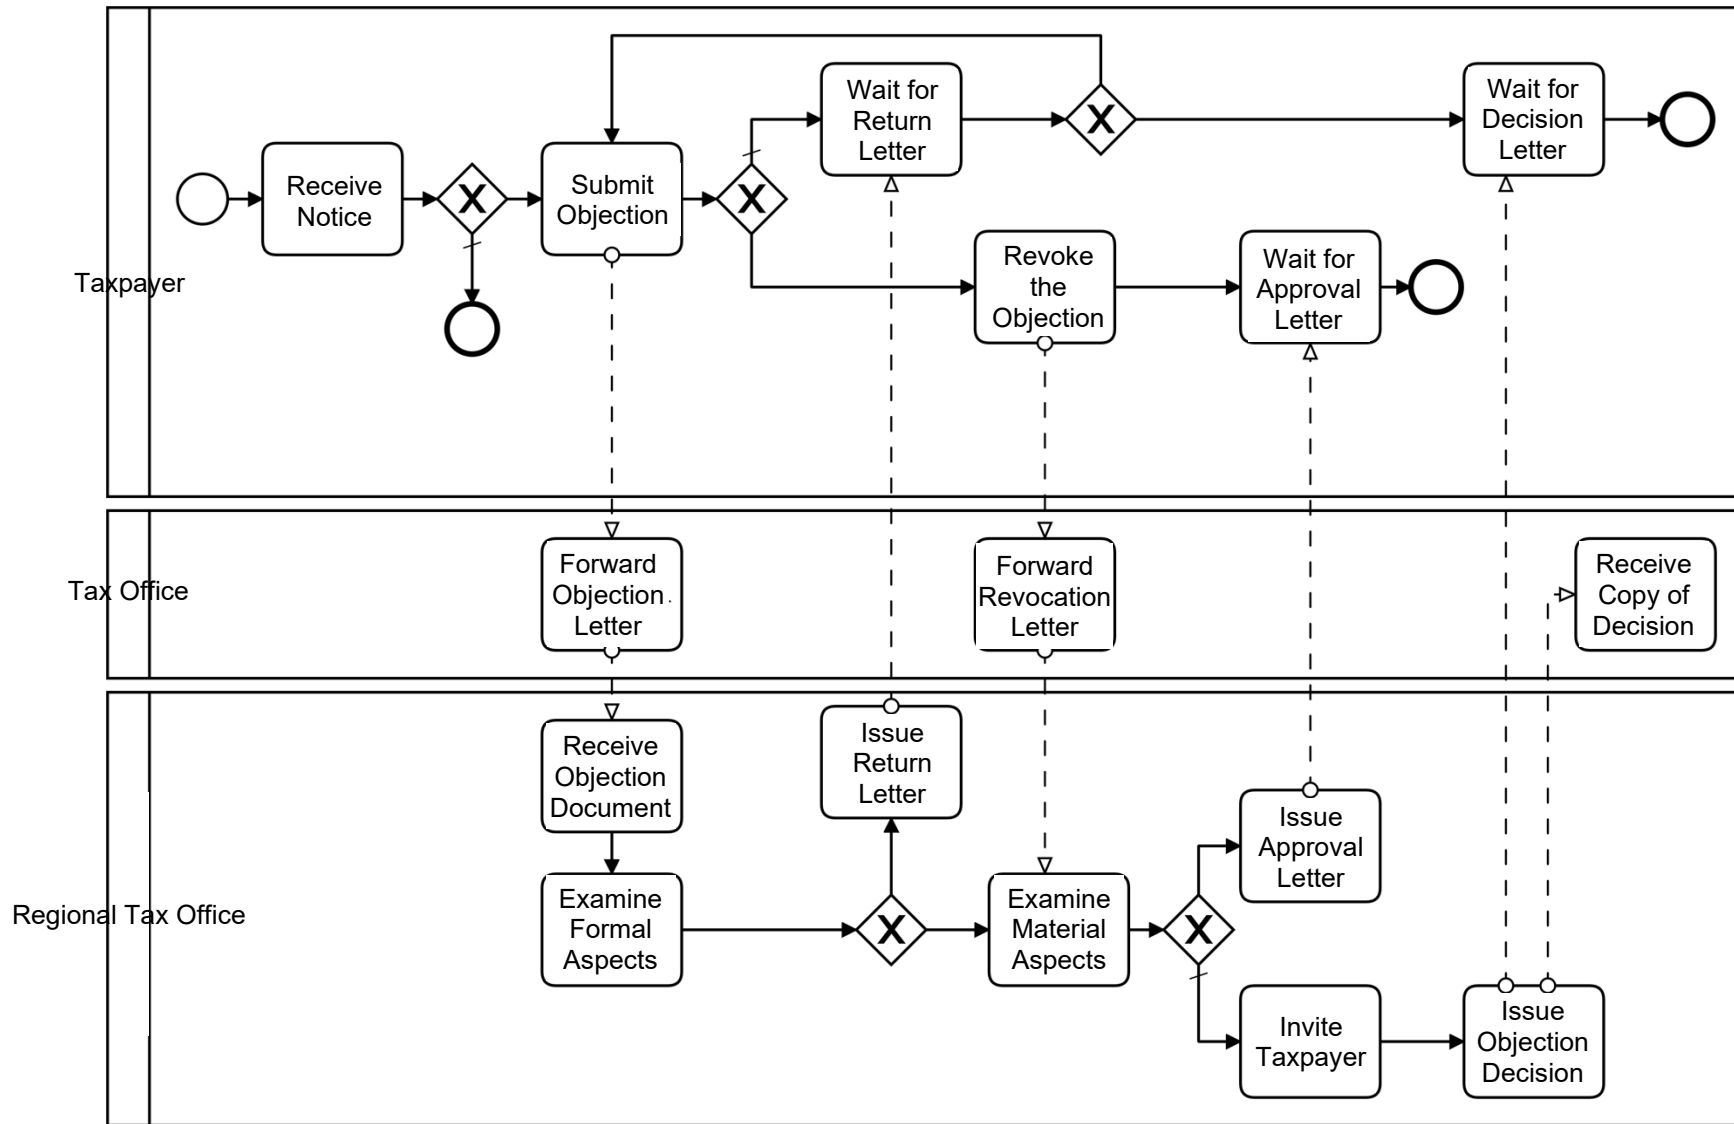 Taxpayer
Receive
Notice
X
Submit
Objection
X
Wait for
Return
Letter
X
Wait for
Decision
Letter
Revoke
the
Objection
Wait for
Approval
Letter
Tax Office
Forward
Objection
Letter
Forward
Revocation
Letter
Receive
Copy of
Decision
Regional Tax Office
Receive
Objection
Document
Examine
Formal
Aspects
Issue
Return
Letter
X
Examine
Material
Aspects
X
Issue
Approval
Letter
Invite
Taxpayer
Issue
Objection
Decision